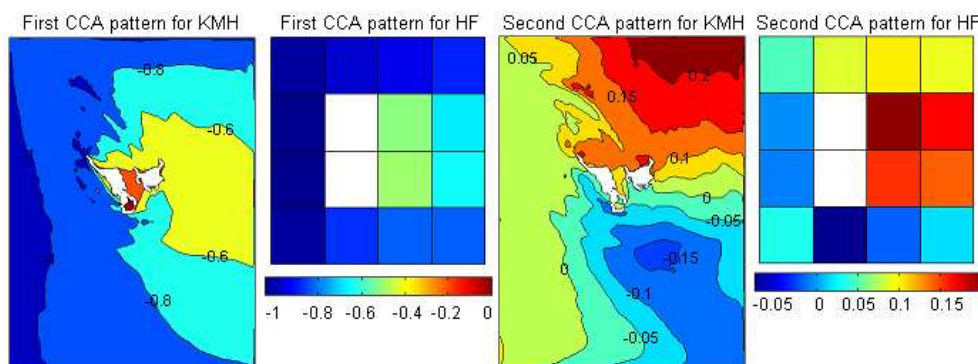 First CCA pattern for KMH
First CCA pattern for HF
Second CCA pattern for KMH
Second CCA pattern for HF
-0.8
-0.6
-0.6
-0.8
0.05
0.2
0.15
0.1
0
-0.05
-0.15
0
-0.1
-0.05
-1 -0.8 -0.6 -0.4 -0.2 0
-0.05 0 0.05 0.1 0.15